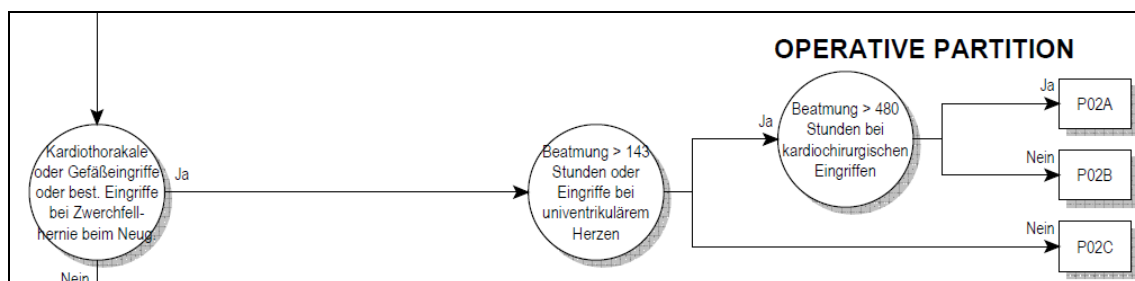 OPERATIVE PARTITION
Kardiothorakale
oder Gefäßeingriffe
oder best. Eingriffe
bei Zwerchfell-
hernie beim Neug.
Ja
Nein
Beatmung > 143
Stunden oder
Eingriffe bei
univentrikulärem
Herzen
Ja
Beatmung > 480
Stunden bei
kardiochirurgischen
Eingriffen
Ja
P02A
Nein
P02B
Nein
P02C